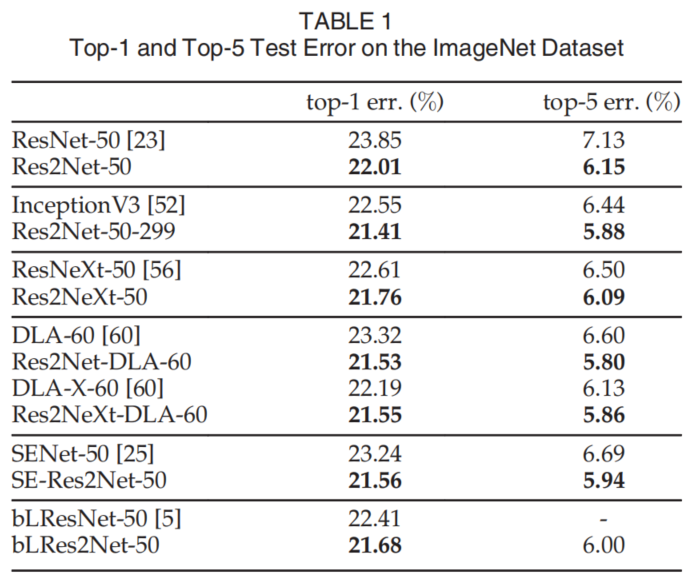 TABLE 1
Top-1 and Top-5 Test Error on the ImageNet Dataset
top-1 err. (%) top-5 err. (%)
ResNet-50 [23] 23.85 7.13
Res2Net-50 22.01 6.15
InceptionV3 [52] 22.55 6.44
Res2Net-50-299 21.41 5.88
ResNeXt-50 [56] 22.61 6.50
Res2NeXt-50 21.76 6.09
DLA-60 [60] 23.32 6.60
Res2Net-DLA-60 21.53 5.80
DLA-X-60 [60] 22.19 6.13
Res2NeXt-DLA-60 21.55 5.86
SENet-50 [25] 23.24 6.69
SE-Res2Net-50 21.56 5.94
bLResNet-50 [5] 22.41 -
bLRes2Net-50 21.68 6.00